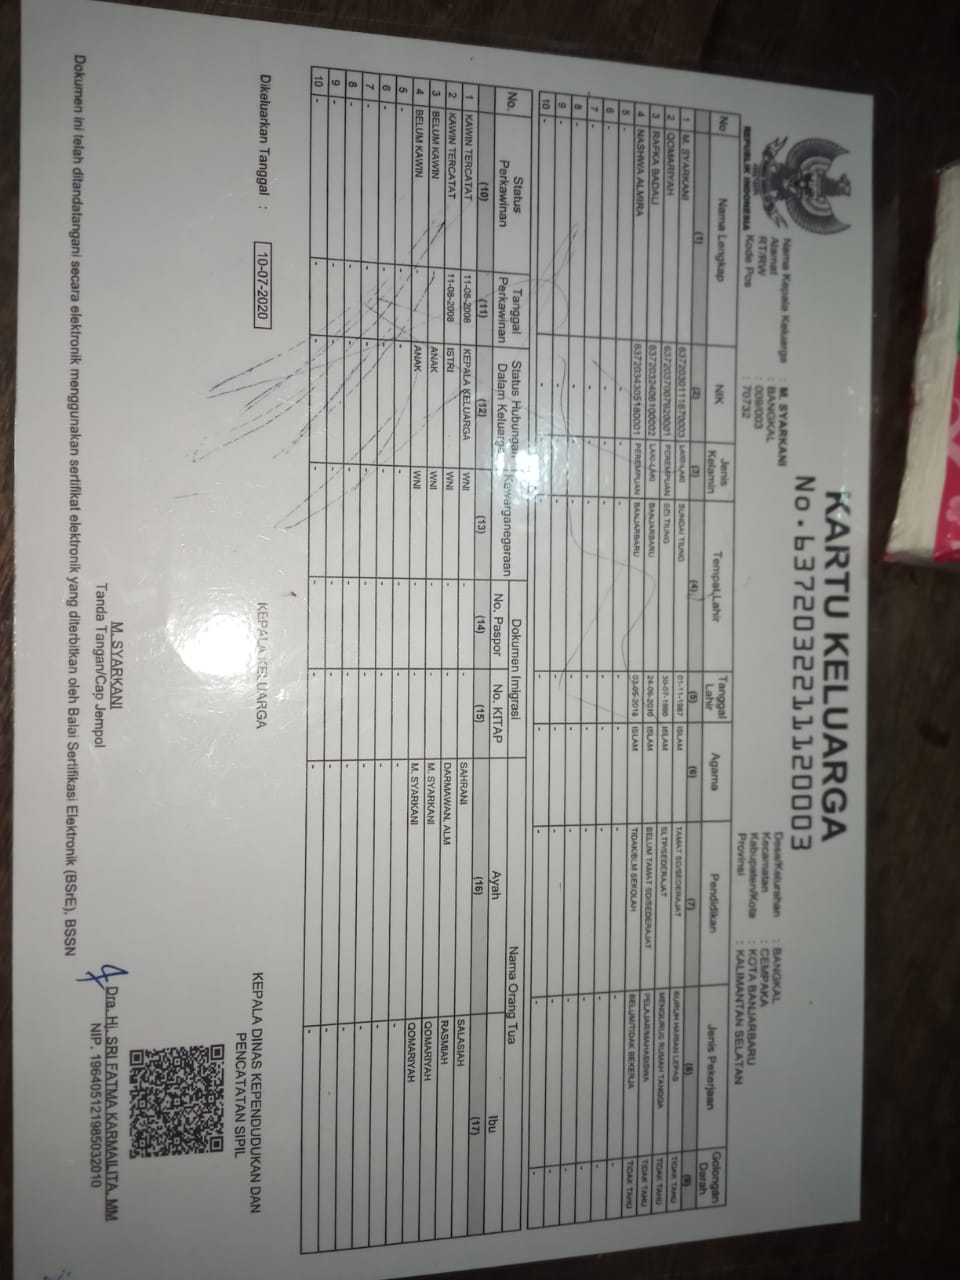 KARTU KELUARGA
No. 6372032211120003
REPUBLIK INDONESIA
Nama Kepala Keluarga : M. SYARKANI
Alamat : BANGKAL
RT/RW : 009/003
Kode Pos : 70732
Desa/Kelurahan : BANGKAL
Kecamatan : CEMPAKA
Kabupaten/Kota : KOTA BANJARBARU
Provinsi : KALIMANTAN SELATAN
No Nama Lengkap NIK Jenis Kelamin Tempat Lahir Tanggal Lahir Agama Pendidikan Jenis Pekerjaan Golongan Darah
(1) (2) (3) (4) (5) (6) (7) (8) (9)
1 M. SYARKANI 6372030111870003 LAKI-LAKI SUNGAI TIUNG 01-11-1987 ISLAM TAMAT SD/SEDERAJAT BURUH HARIAN LEPAS TIDAK TAHU
2 QOMARIYAH PEREMPUAN SEI TIUNG ISLAM SLTP/SEDERAJAT MENGURUS RUMAH TANGGA TIDAK TAHU
3 RAFKA BADALI LAKI-LAKI BANJARBARU ISLAM BELUM TAMAT SD/SEDERAJAT PELAJAR/MAHASISWA TIDAK TAHU
4 NASHWA ALMIRA 6372034305180001 PEREMPUAN BANJARBARU 03-05-2018 ISLAM TIDAK/BLM SEKOLAH BELUM/TIDAK BEKERJA TIDAK TAHU
5 - - - - - - - - -
6 - - - - - - - - -
7 - - - - - - - - -
8 - - - - - - - - -
9 - - - - - - - - -
10 - - - - - - - - -
No. Status Perkawinan Tanggal Perkawinan Status Hubungan Dalam Keluarga Kewarganegaraan Dokumen Imigrasi Nama Orang Tua
No. Paspor No. KITAP Ayah Ibu
(10) (11) (12) (13) (14) (15) (16) (17)
1 KAWIN TERCATAT 11-08-2008 KEPALA KELUARGA WNI - - SAHRANI SALASIAH
2 KAWIN TERCATAT 11-08-2008 ISTRI WNI - - DARMAWAN, ALM RASMIAH
3 BELUM KAWIN - ANAK WNI - - M. SYARKANI QOMARIYAH
4 BELUM KAWIN - ANAK WNI - - M. SYARKANI QOMARIYAH
5 - - - - - - - -
6 - - - - - - - -
7 - - - - - - - -
8 - - - - - - - -
9 - - - - - - - -
10 - - - - - - - -
Dikeluarkan Tanggal : 10-07-2020
KEPALA KELUARGA
KEPALA DINAS KEPENDUDUKAN DAN
PENCATATAN SIPIL
M. SYARKANI
Tanda Tangan/Cap Jempol
Dra. Hj. SRI FATMA KARMAILITA, MM
NIP. 196405121985032010
Dokumen ini telah ditandatangani secara elektronik menggunakan sertifikat elektronik yang diterbitkan oleh Balai Sertifikasi Elektronik (BSrE), BSSN